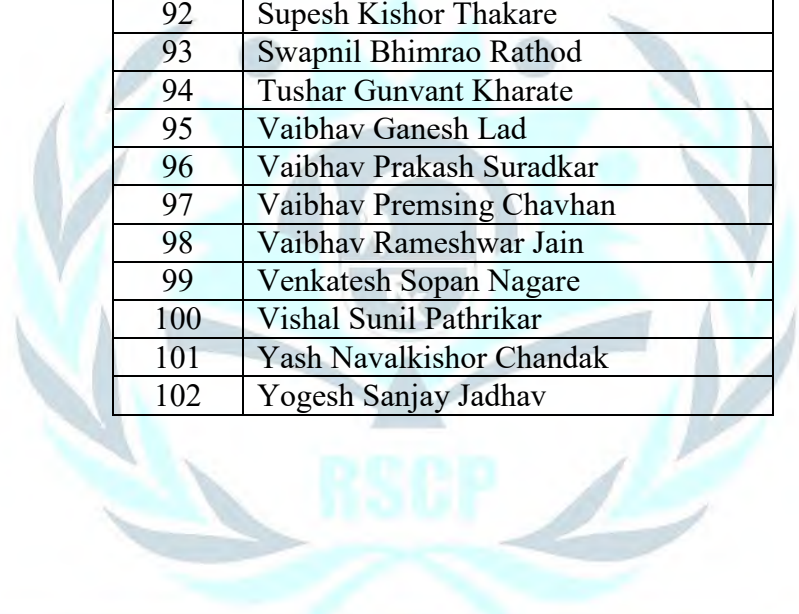 92 Supesh Kishor Thakare
93 Swapnil Bhimrao Rathod
94 Tushar Gunvant Kharate
95 Vaibhav Ganesh Lad
96 Vaibhav Prakash Suradkar
97 Vaibhav Premsing Chavhan
98 Vaibhav Rameshwar Jain
99 Venkatesh Sopan Nagare
100 Vishal Sunil Pathrikar
101 Yash Navalkishor Chandak
102 Yogesh Sanjay Jadhav
RSCP